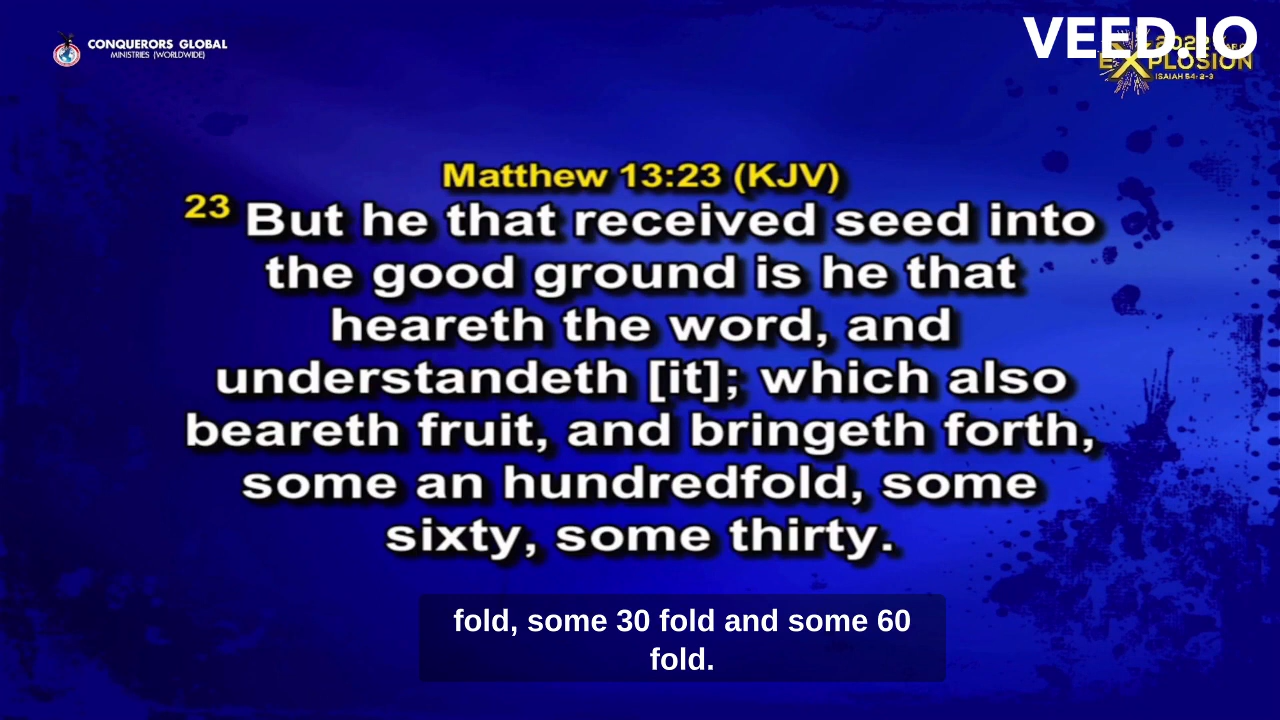 CONQUERORS GLOBAL
MINISTRIES (WORLDWIDE)
VEED.IO
2022
EXPLOSION
ISAIAH 54: 2-3
Matthew 13:23 (KJV)
23 But he that received seed into
the good ground is he that
heareth the word, and
understandeth [it]; which also
beareth fruit, and bringeth forth,
some an hundredfold, some
sixty, some thirty.
fold, some 30 fold and some 60
fold.